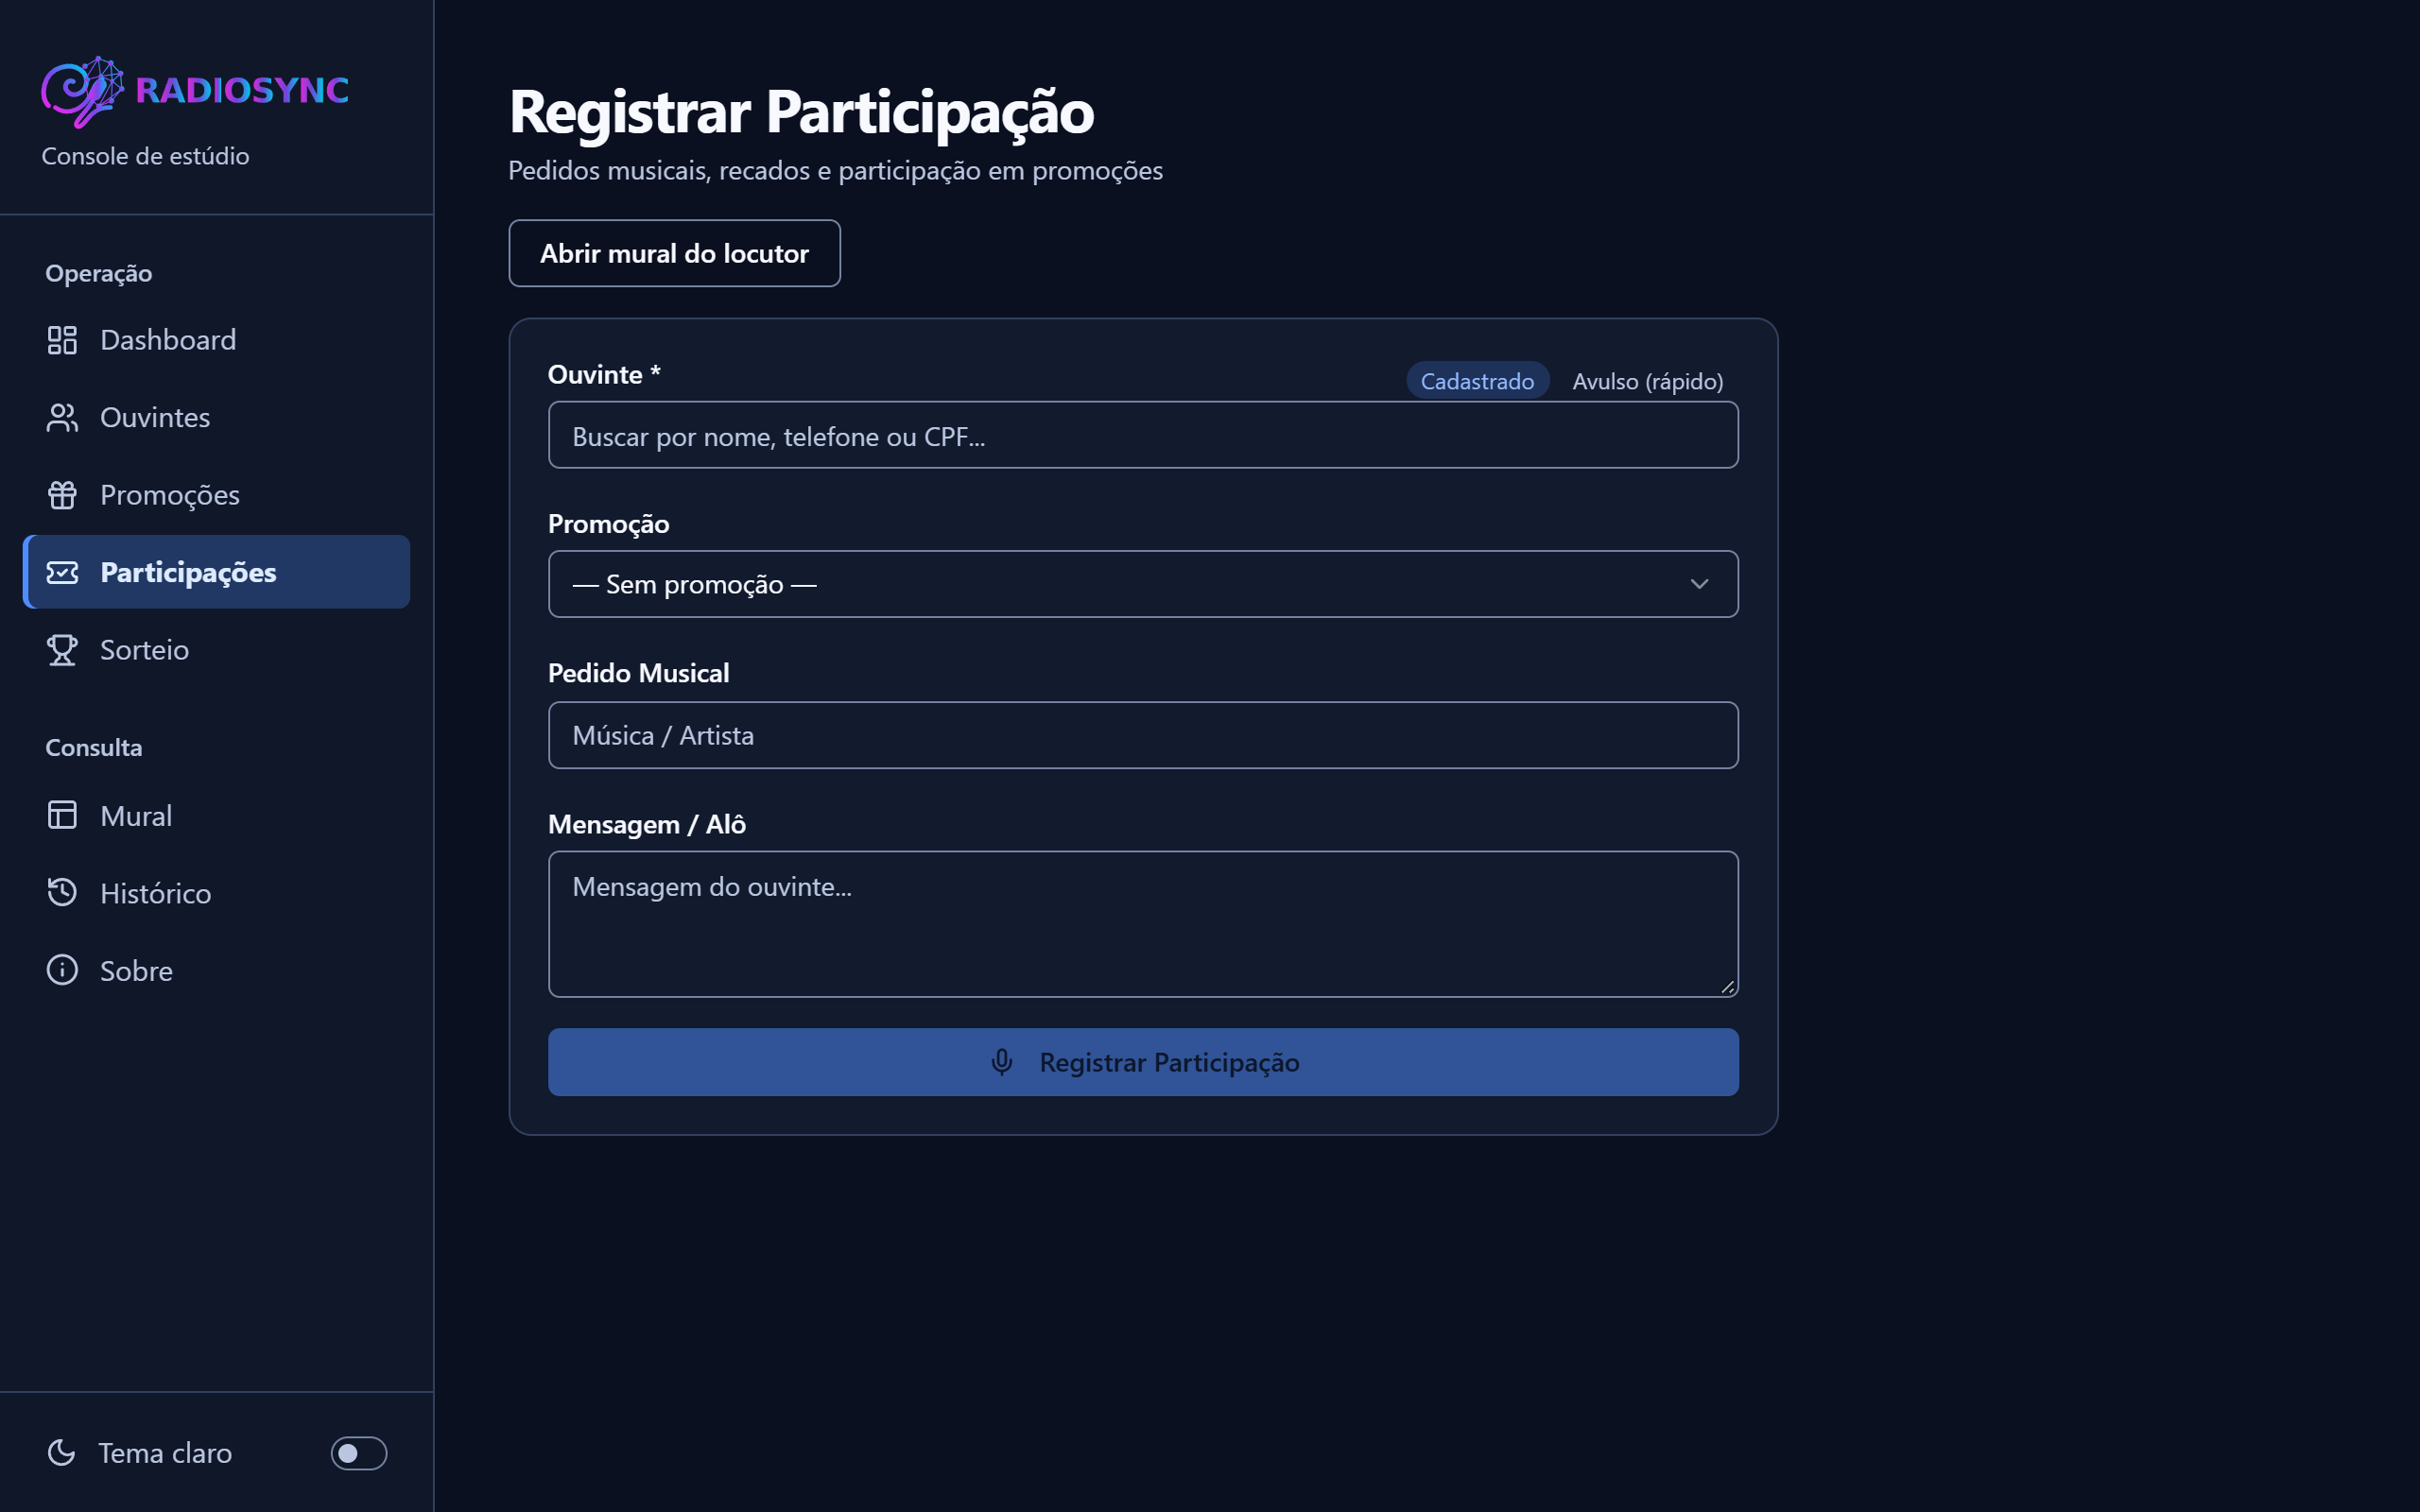 RADIOSYNC
Console de estúdio
Operação
Dashboard
Ouvintes
Promoções
Participações
Sorteio
Consulta
Mural
Histórico
Sobre
Tema claro
Registrar Participação
Pedidos musicais, recados e participação em promoções
Abrir mural do locutor
Ouvinte *
Cadastrado
Avulso (rápido)
Buscar por nome, telefone ou CPF...
Promoção
— Sem promoção —
Pedido Musical
Música / Artista
Mensagem / Alô
Mensagem do ouvinte...
Registrar Participação